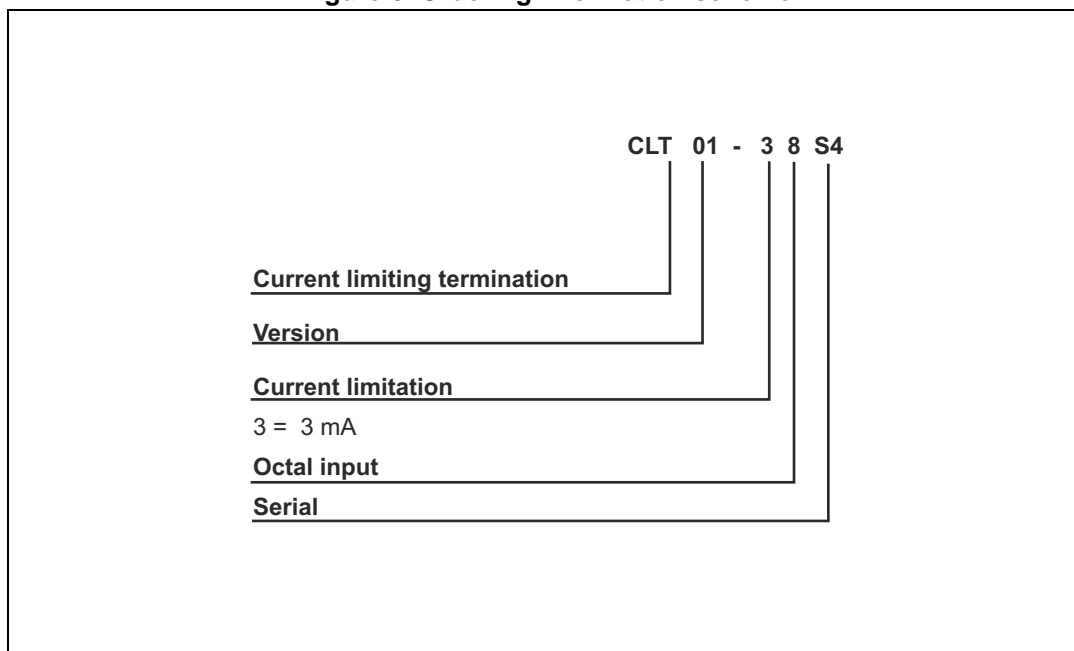 CLT 01 - 3 8 S4
Current limiting termination
Version
Current limitation
3 = 3 mA
Octal input
Serial